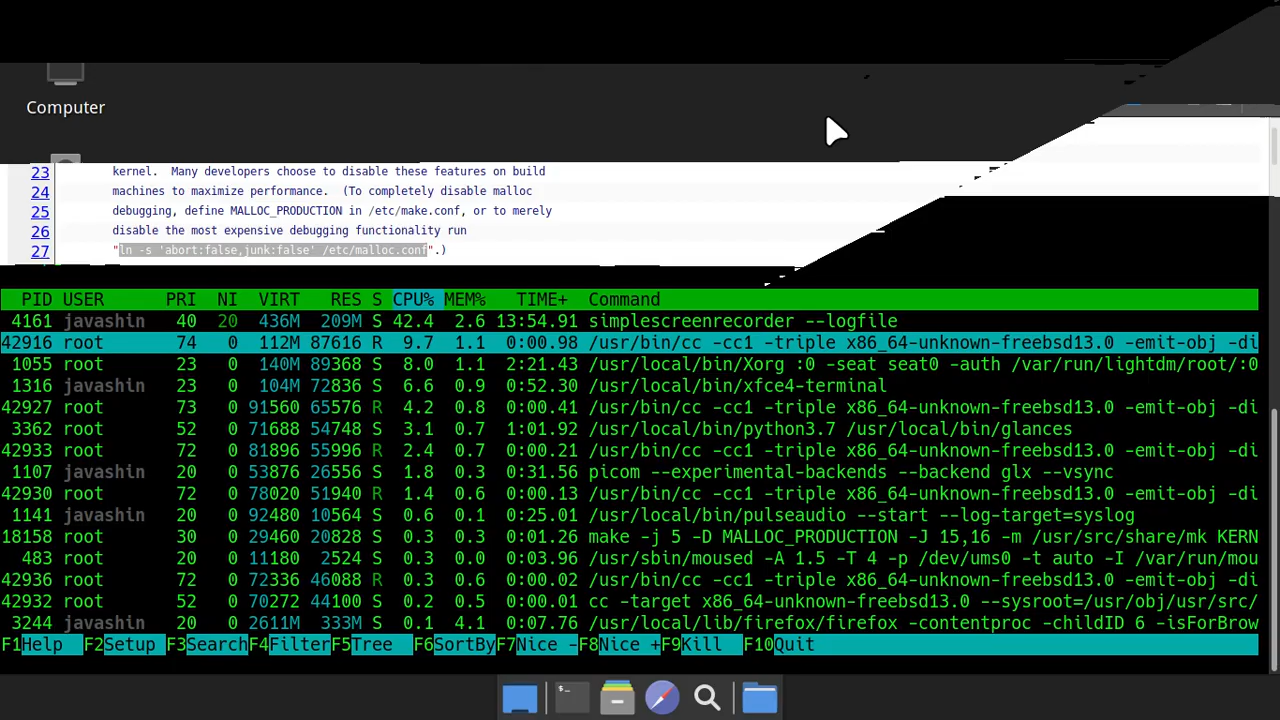 Computer
23 kernel.  Many developers choose to disable these features on build
24 machines to maximize performance.  (To completely disable malloc
25 debugging, define MALLOC_PRODUCTION in /etc/make.conf, or to merely
26 disable the most expensive debugging functionality run
27 "ln -s 'abort:false,junk:false' /etc/malloc.conf".)
PID USER PRI NI VIRT RES S CPU% MEM% TIME+ Command
4161 javashin 40 20 436M 209M S 42.4 2.6 13:54.91 simplescreenrecorder --logfile
42916 root 74 0 112M 87616 R 9.7 1.1 0:00.98 /usr/bin/cc -cc1 -triple x86_64-unknown-freebsd13.0 -emit-obj -di
1055 root 23 0 140M 89368 S 8.0 1.1 2:21.43 /usr/local/bin/Xorg :0 -seat seat0 -auth /var/run/lightdm/root/:0
1316 javashin 23 0 104M 72836 S 6.6 0.9 0:52.30 /usr/local/bin/xfce4-terminal
42927 root 73 0 91560 65576 R 4.2 0.8 0:00.41 /usr/bin/cc -cc1 -triple x86_64-unknown-freebsd13.0 -emit-obj -di
3362 root 52 0 71688 54748 S 3.1 0.7 1:01.92 /usr/local/bin/python3.7 /usr/local/bin/glances
42933 root 72 0 81896 55996 R 2.4 0.7 0:00.21 /usr/bin/cc -cc1 -triple x86_64-unknown-freebsd13.0 -emit-obj -di
1107 javashin 20 0 53876 26556 S 1.8 0.3 0:31.56 picom --experimental-backends --backend glx --vsync
42930 root 72 0 78020 51940 R 1.4 0.6 0:00.13 /usr/bin/cc -cc1 -triple x86_64-unknown-freebsd13.0 -emit-obj -di
1141 javashin 20 0 92480 10564 S 0.6 0.1 0:25.01 /usr/local/bin/pulseaudio --start --log-target=syslog
18158 root 30 0 29460 20828 S 0.3 0.3 0:01.26 make -j 5 -D MALLOC_PRODUCTION -J 15,16 -m /usr/src/share/mk KERN
483 root 20 0 11180 2524 S 0.3 0.0 0:03.96 /usr/sbin/moused -A 1.5 -T 4 -p /dev/ums0 -t auto -I /var/run/mou
42936 root 72 0 72336 46088 R 0.3 0.6 0:00.02 /usr/bin/cc -cc1 -triple x86_64-unknown-freebsd13.0 -emit-obj -di
42932 root 52 0 70272 44100 S 0.2 0.5 0:00.01 cc -target x86_64-unknown-freebsd13.0 --sysroot=/usr/obj/usr/src/
3244 javashin 20 0 2611M 333M S 0.1 4.1 0:07.76 /usr/local/lib/firefox/firefox -contentproc -childID 6 -isForBrow
F1Help F2Setup F3SearchF4FilterF5Tree F6SortByF7Nice -F8Nice +F9Kill F10Quit